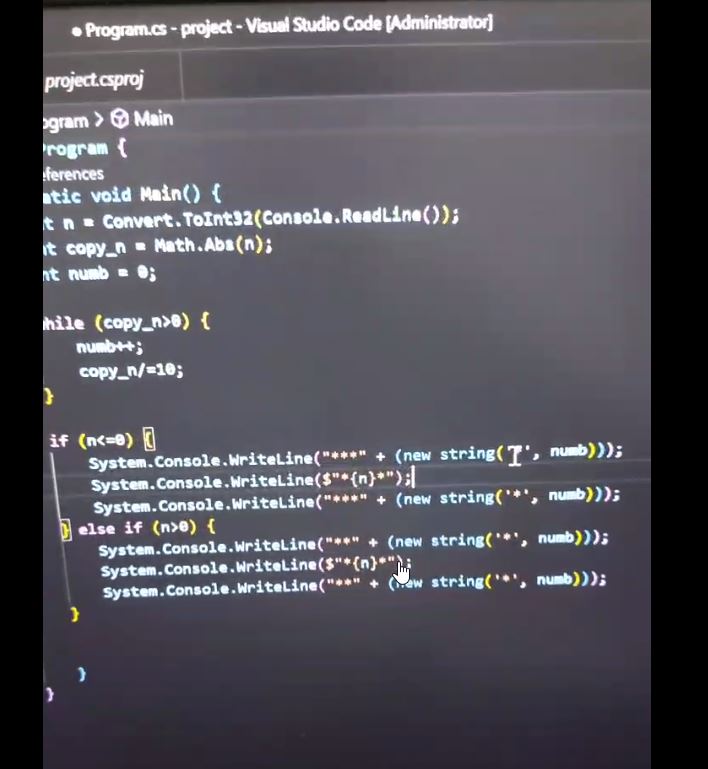 ● Program.cs - project - Visual Studio Code [Administrator]
project.csproj
ogram > Main
rogram {
ferences
atic void Main() {
t n = Convert.ToInt32(Console.ReadLine());
nt copy_n = Math.Abs(n);
nt numb = 0;
hile (copy_n>0) {
numb++;
copy_n/=10;
}
if (n<=0) {
System.Console.WriteLine("***" + (new string(' ', numb)));
System.Console.WriteLine($"*{n}*");
System.Console.WriteLine("***" + (new string('*', numb)));
} else if (n>0) {
System.Console.WriteLine("**" + (new string('*', numb)));
System.Console.WriteLine($"*{n}*");
System.Console.WriteLine("**" + (new string('*', numb)));
}
}
}